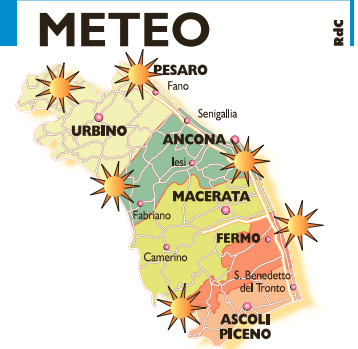 METEO
RdC
PESARO
Fano
Senigallia
URBINO
ANCONA
Iesi
MACERATA
Fabriano
FERMO
Camerino
S. Benedetto
del Tronto
ASCOLI
PICENO